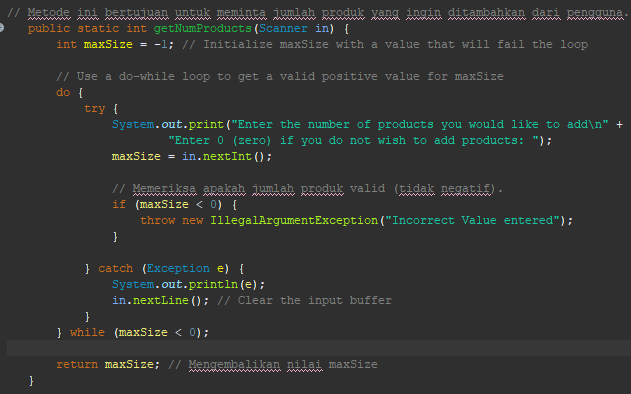 // Metode ini bertujuan untuk meminta jumlah produk yang ingin ditambahkan dari pengguna.
public static int getNumProducts(Scanner in) {
int maxSize = -1; // Initialize maxSize with a value that will fail the loop
// Use a do-while loop to get a valid positive value for maxSize
do {
try {
System.out.print("Enter the number of products you would like to add\n" +
"Enter 0 (zero) if you do not wish to add products: ");
maxSize = in.nextInt();
// Memeriksa apakah jumlah produk valid (tidak negatif).
if (maxSize < 0) {
throw new IllegalArgumentException("Incorrect Value entered");
}
} catch (Exception e) {
System.out.println(e);
in.nextLine(); // Clear the input buffer
}
} while (maxSize < 0);
return maxSize; // Mengembalikan nilai maxSize
}